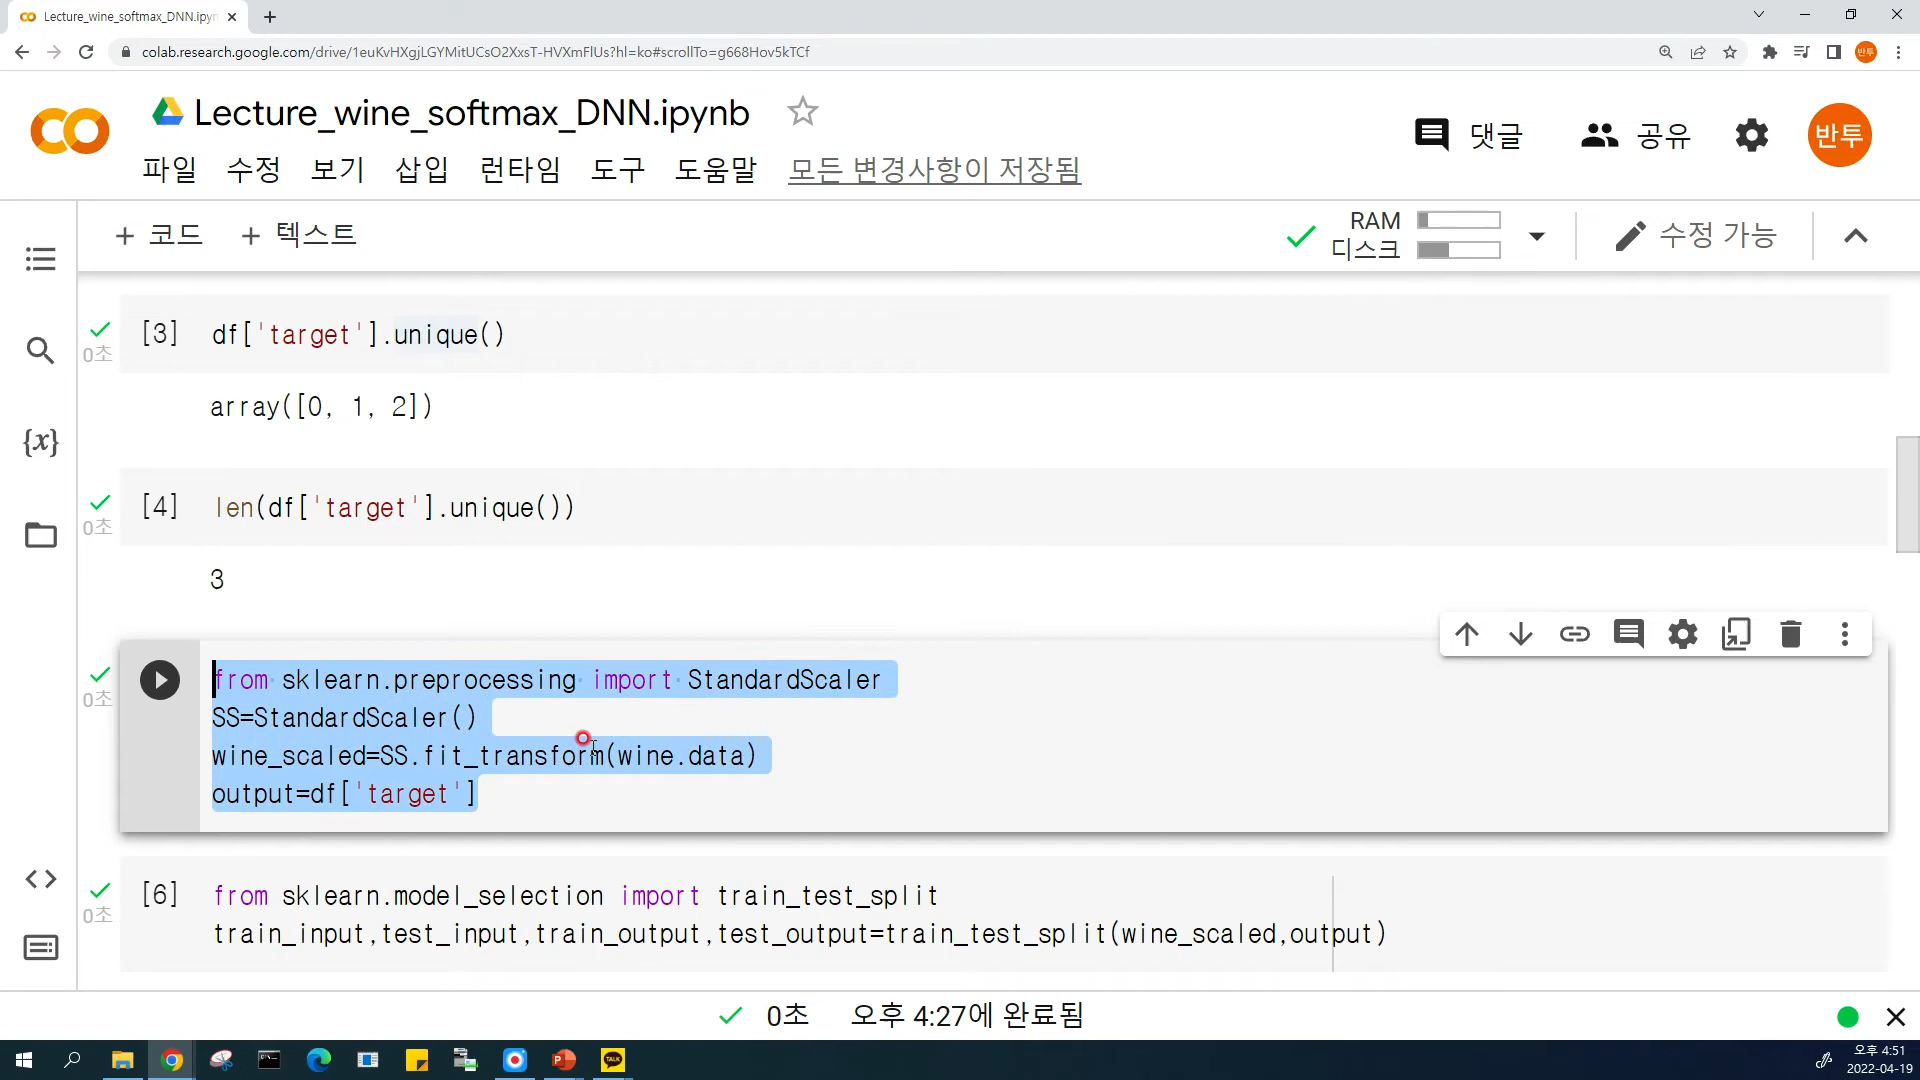 Lecture_wine_softmax_DNN.ipynb
colab.research.google.com/drive/1euKvHXgjLGYMitUCsO2XxsT-HVXmFlUs?hl=ko#scrollTo=g668Hov5kTCf
반투
Lecture_wine_softmax_DNN.ipynb
댓글
공유
반투
파일 수정 보기 삽입 런타임 도구 도움말 모든 변경사항이 저장됨
+ 코드 + 텍스트
RAM
디스크
수정 가능
[3] df['target'].unique()
0초
array([0, 1, 2])
[4] len(df['target'].unique())
0초
3
{x}
from sklearn.preprocessing import StandardScaler
0초
SS=StandardScaler()
wine_scaled=SS.fit_transform(wine.data)
output=df['target']
[6] from sklearn.model_selection import train_test_split
0초
train_input,test_input,train_output,test_output=train_test_split(wine_scaled,output)
0초 오후 4:27에 완료됨
TALK
오후 4:51
2022-04-19